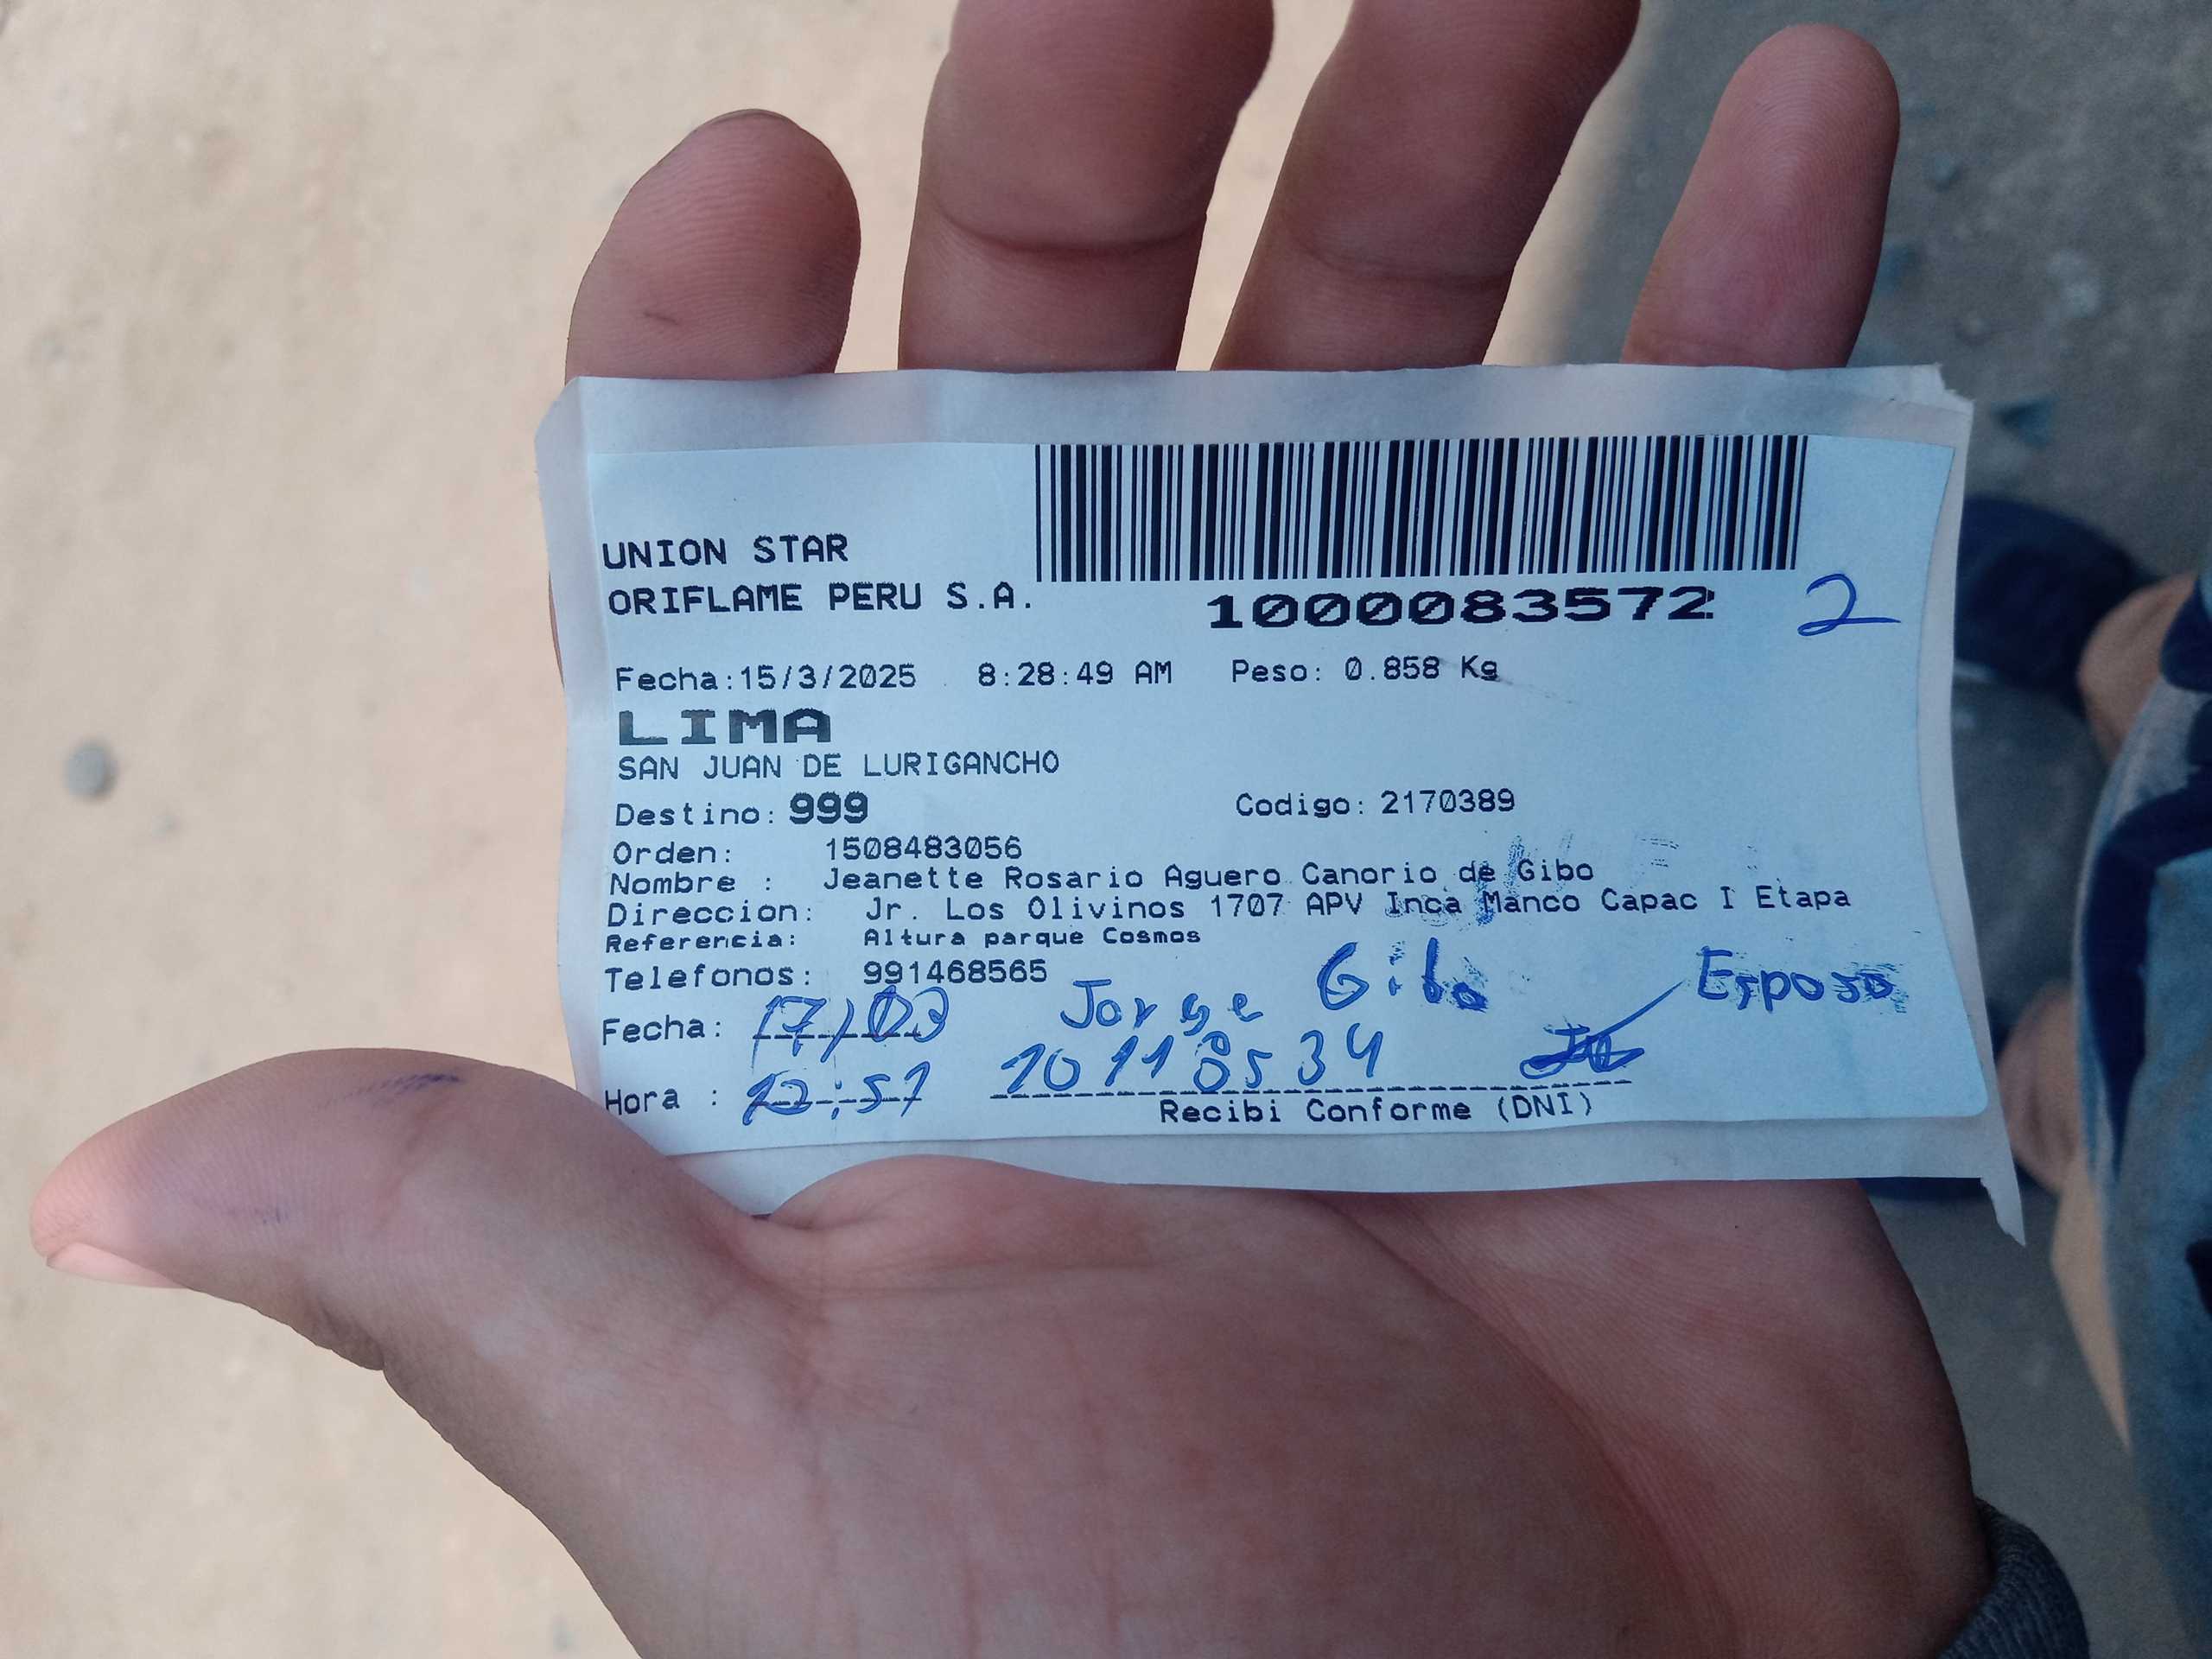 UNION STAR
ORIFLAME PERU S.A.
1000083572
2
Fecha:15/3/2025 8:28:49 AM Peso: 0.858 Kg
LIMA
SAN JUAN DE LURIGANCHO
Destino: 999 Codigo: 2170389
Orden: 1508483056
Nombre : Jeanette Rosario Aguero Canorio de Gibo
Direccion: Jr. Los Olivinos 1707 APV Inca Manco Capac I Etapa
Referencia: Altura parque Cosmos
Telefonos: 991468565
Jorge Gibo Esposo
Fecha: 17/03
Hora : 12:51 10118534
Recibi Conforme (DNI)